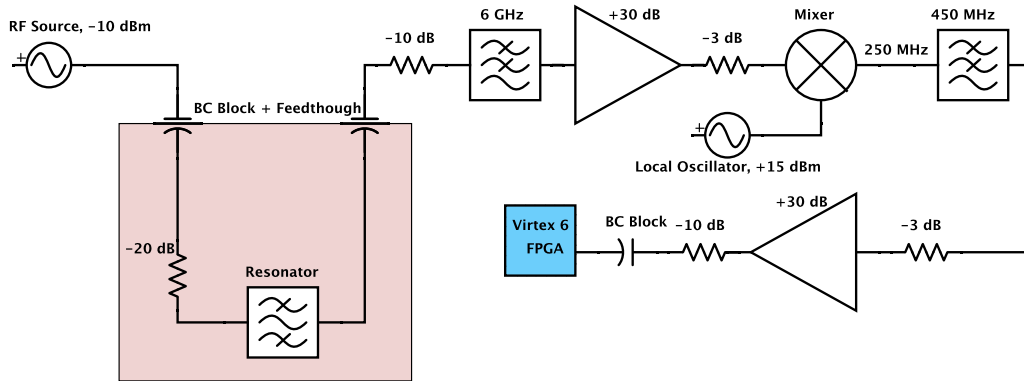 RF Source, −10 dBm
+
BC Block + Feedthough
−20 dB
Resonator
−10 dB
6 GHz
+30 dB
−3 dB
Mixer
250 MHz
450 MHz
+
Local Oscillator, +15 dBm
−3 dB
+30 dB
−10 dB
BC Block
Virtex 6
FPGA